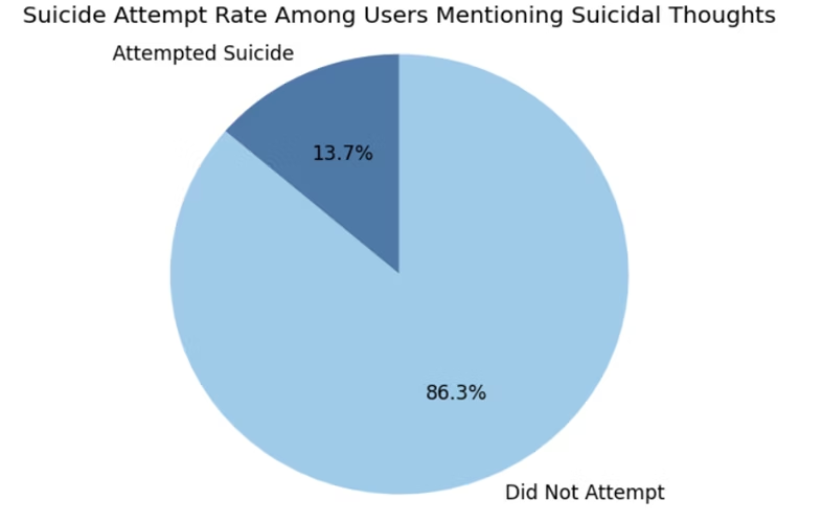 Suicide Attempt Rate Among Users Mentioning Suicidal Thoughts
Attempted Suicide
13.7%
86.3%
Did Not Attempt